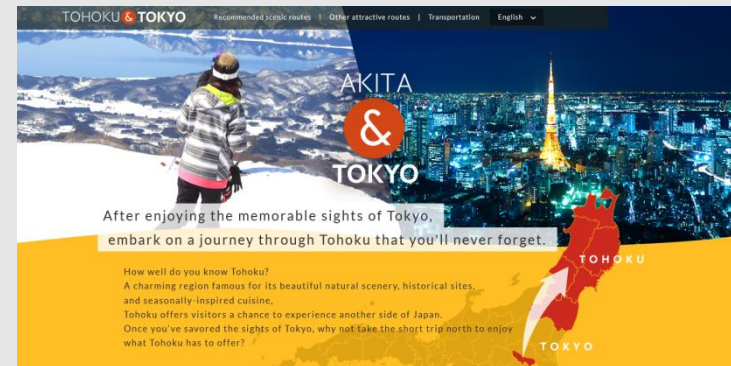 TOHOKU & TOKYO Recommended scenic routes | Other attractive routes | Transportation English
AKITA
&
TOKYO
After enjoying the memorable sights of Tokyo,
embark on a journey through Tohoku that you'll never forget.
TOHOKU
How well do you know Tohoku?
A charming region famous for its beautiful natural scenery, historical sites,
and seasonally-inspired cuisine,
Tohoku offers visitors a chance to experience another side of Japan.
Once you've savored the sights of Tokyo, why not take the short trip north to enjoy
what Tohoku has to offer?
TOKYO